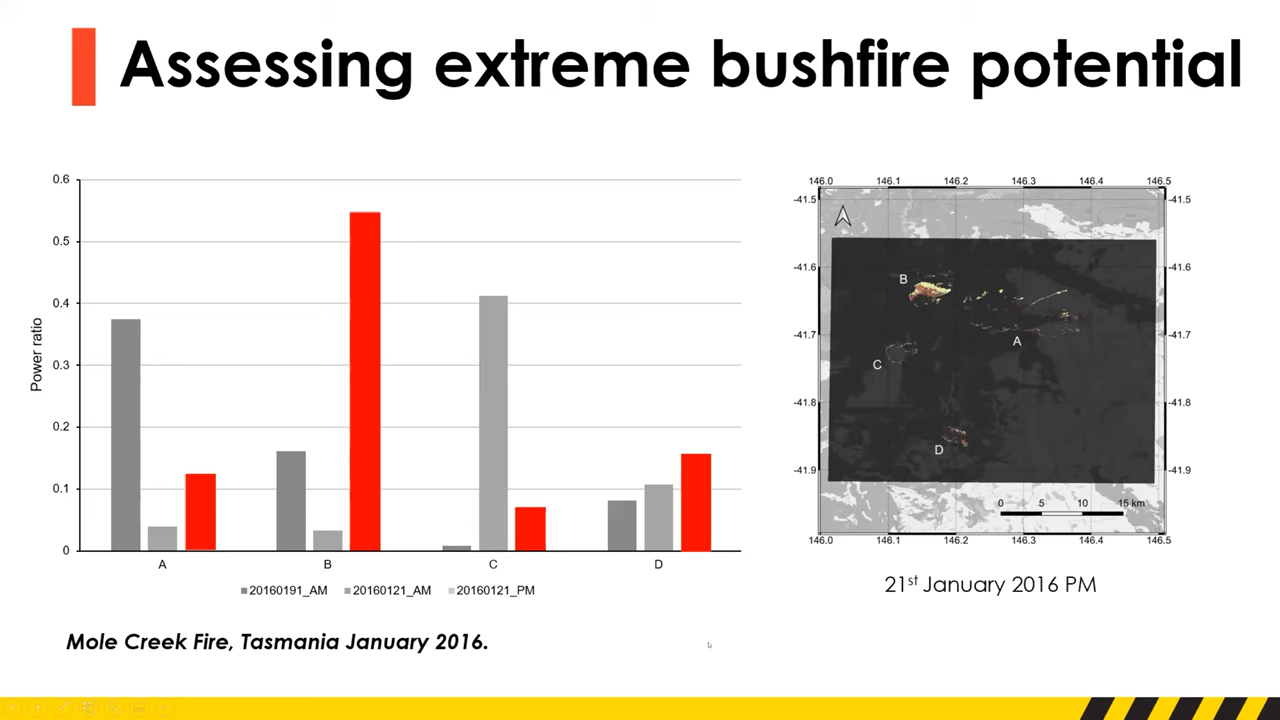 Assessing extreme bushfire potential
0.6
0.5
0.4
0.3
0.2
0.1
0
Power ratio
A
B
C
D
20160191_AM
20160121_AM
20160121_PM
Mole Creek Fire, Tasmania January 2016.
146.0 146.1 146.2 146.3 146.4 146.5
-41.5 -41.5
-41.6 -41.6
B
-41.7 -41.7
A
C
-41.8 -41.8
D
-41.9 -41.9
0 5 10 15 km
146.0 146.1 146.2 146.3 146.4 146.5
21st January 2016 PM